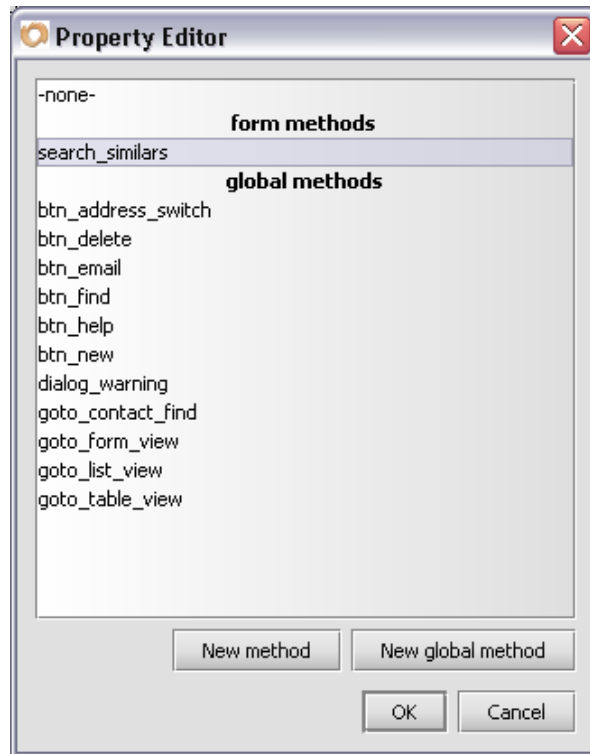 Property Editor
-none-
form methods
search_similars
global methods
btn_address_switch
btn_delete
btn_email
btn_find
btn_help
btn_new
dialog_warning
goto_contact_find
goto_form_view
goto_list_view
goto_table_view
New method New global method
OK Cancel